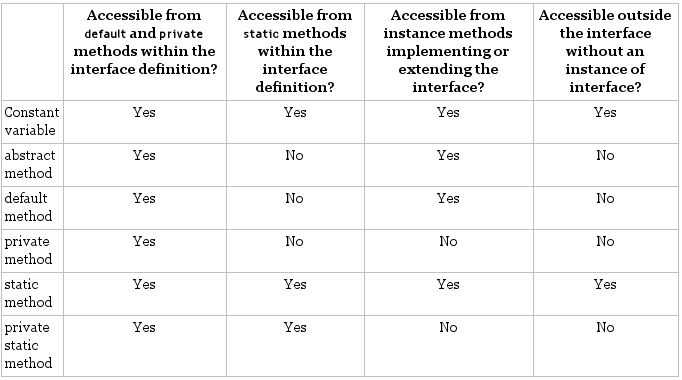 Accessible from
default and private
methods within the
interface definition?
Accessible from
static methods
within the
interface
definition?
Accessible from
instance methods
implementing or
extending the
interface?
Accessible outside
the interface
without an
instance of
interface?
Constant
variable
Yes
Yes
Yes
Yes
abstract
method
Yes
No
Yes
No
default
method
Yes
No
Yes
No
private
method
Yes
No
No
No
static
method
Yes
Yes
Yes
Yes
private
static
method
Yes
Yes
No
No